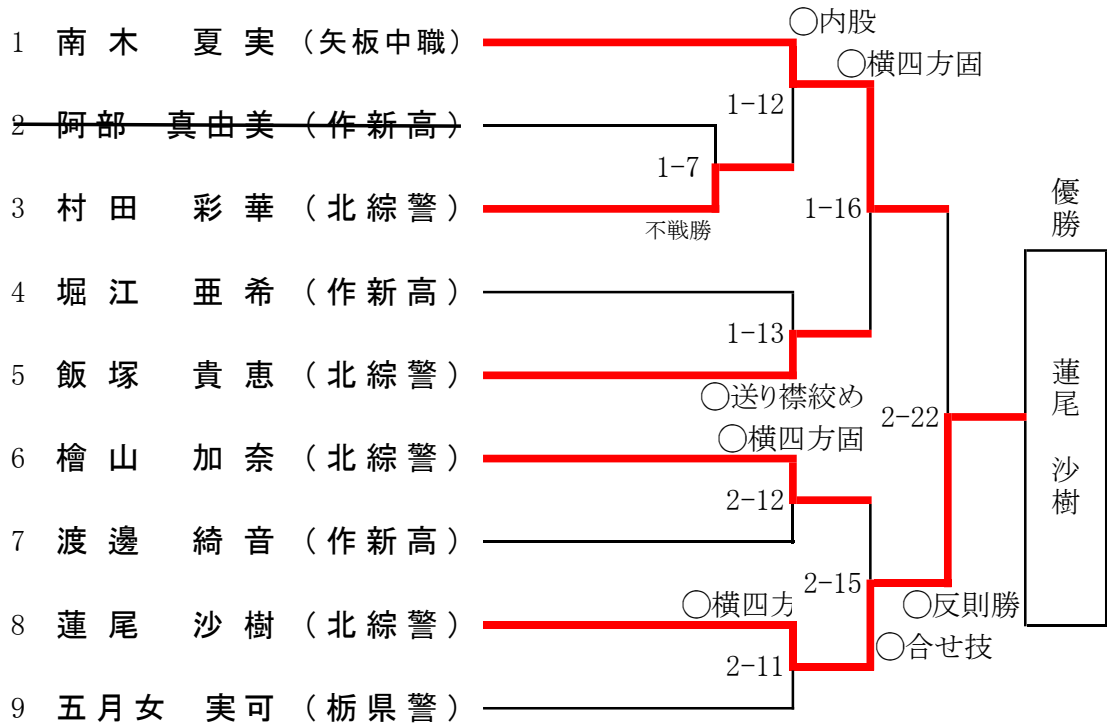 ○内股
1 南木 夏実 (矢板中職)
○横四方固
1-12
2 阿部 真由美 (作新高)
1-7
優勝
3 村田 彩華 (北綜警)
1-16
不戦勝
4 堀江 亜希 (作新高)
1-13
5 飯塚 貴恵 (北綜警)
○送り襟絞め
蓮尾 沙樹
2-22
○横四方固
6 檜山 加奈 (北綜警)
2-12
7 渡邊 綺音 (作新高)
2-15
○横四方
○反則勝
8 蓮尾 沙樹 (北綜警)
○合せ技
2-11
9 五月女 実可 (栃県警)